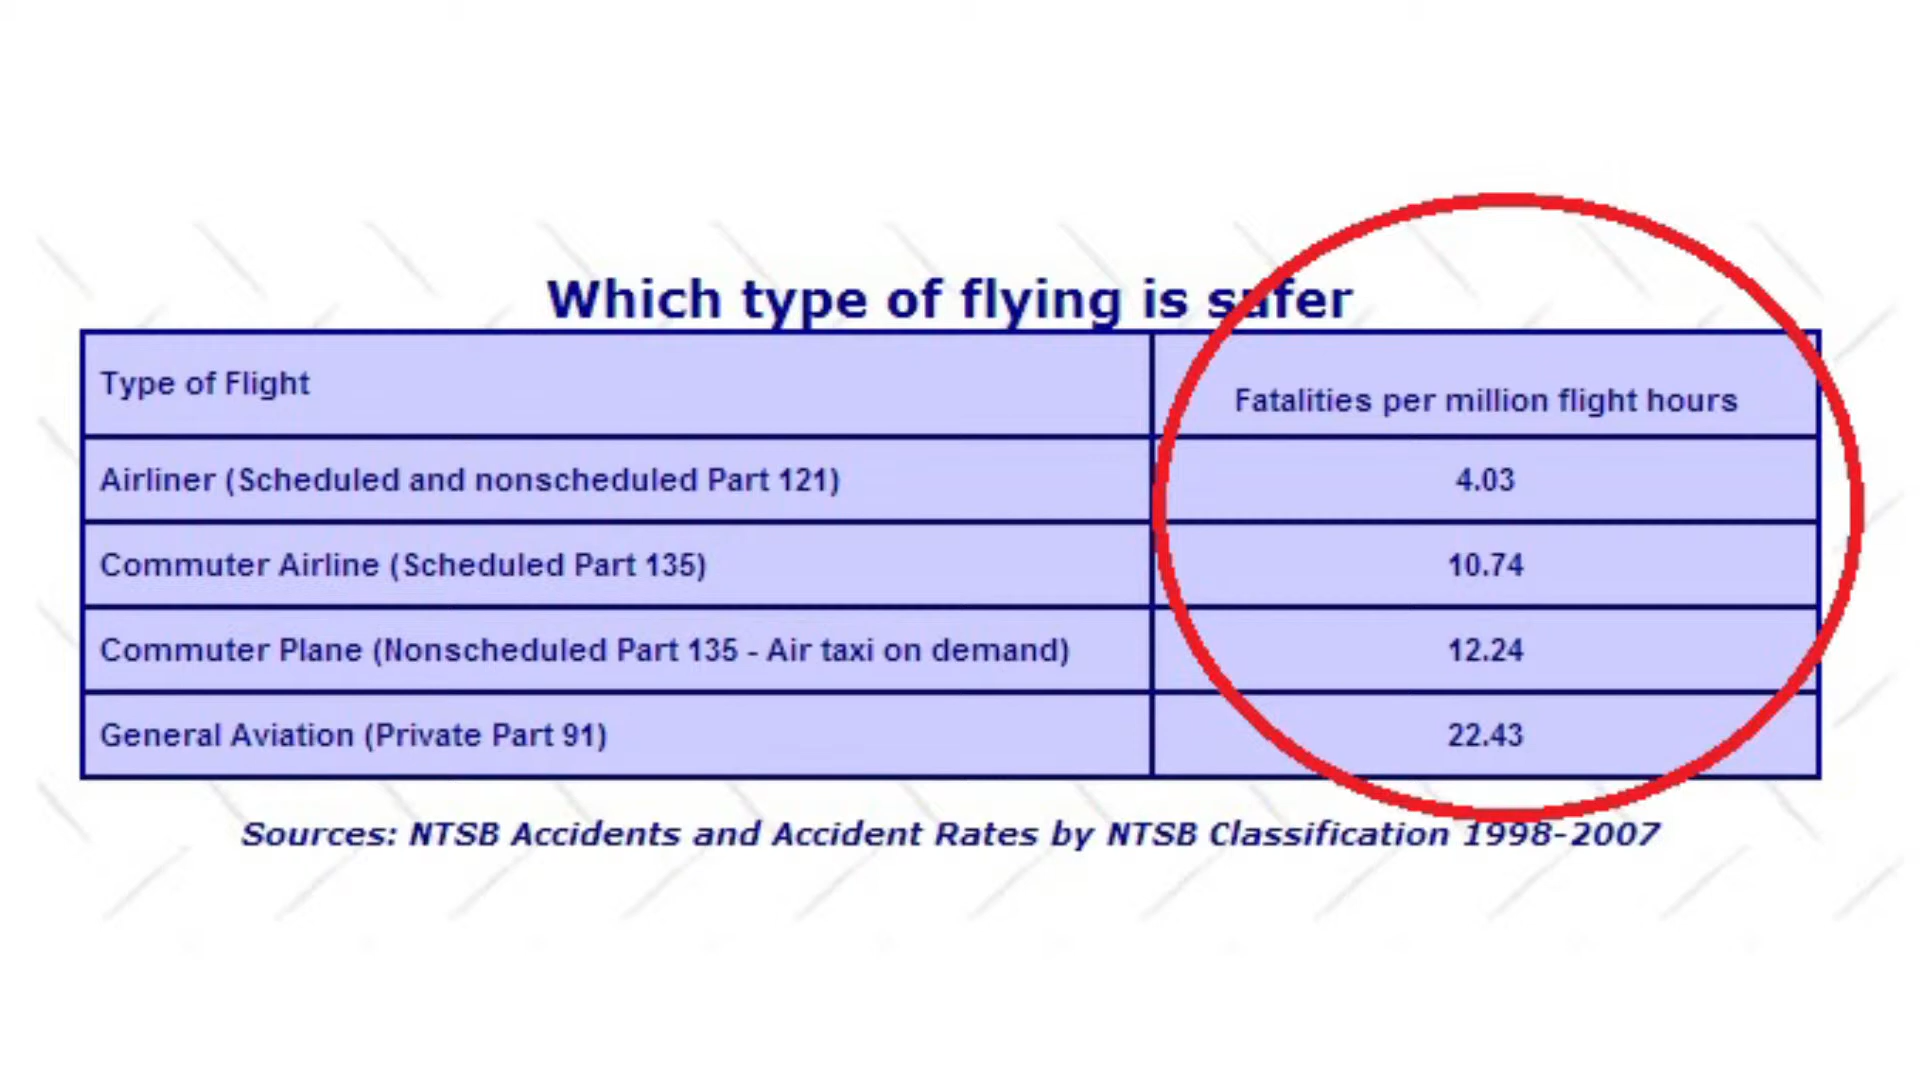 Which type of flying is safer
Type of Flight
Fatalities per million flight hours
Airliner (Scheduled and nonscheduled Part 121)
4.03
Commuter Airline (Scheduled Part 135)
10.74
Commuter Plane (Nonscheduled Part 135 - Air taxi on demand)
12.24
General Aviation (Private Part 91)
22.43
Sources: NTSB Accidents and Accident Rates by NTSB Classification 1998-2007